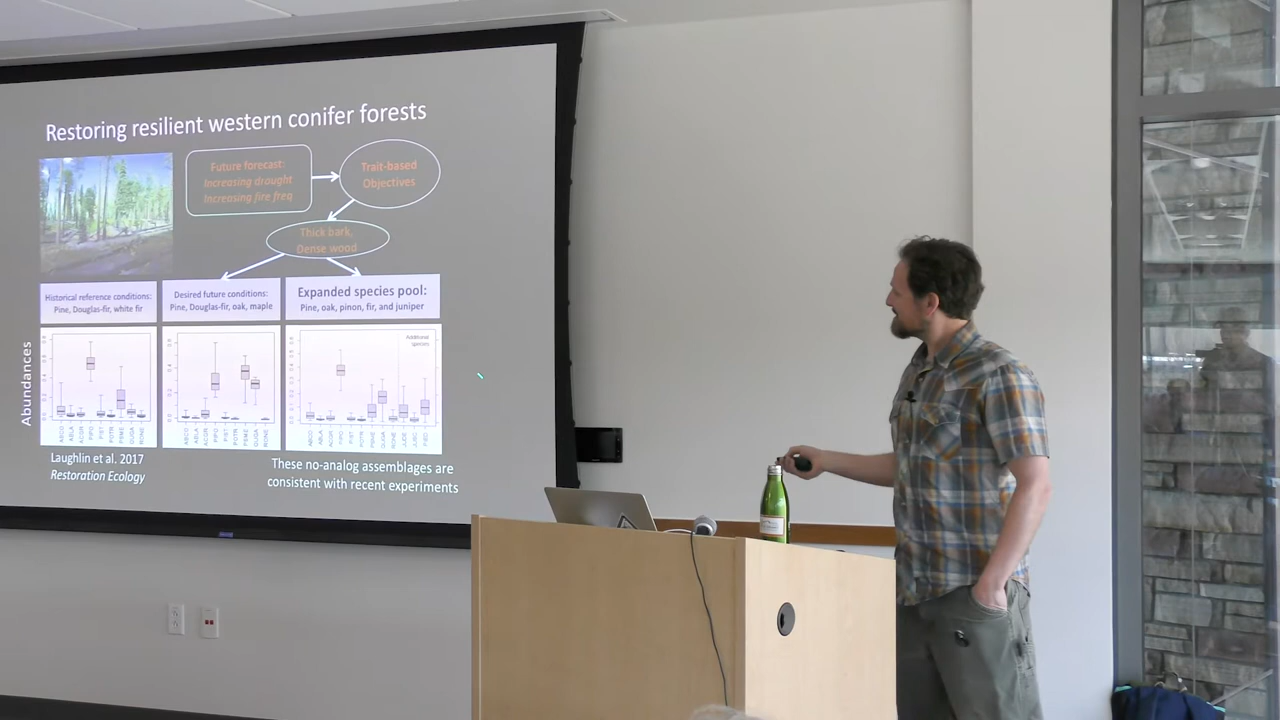 Restoring resilient western conifer forests
Future forecast:
Increasing drought
Increasing fire freq
Trait-based
Objectives
Thick bark,
Dense wood
Historical reference conditions:
Pine, Douglas-fir, white fir
Desired future conditions:
Pine, Douglas-fir, oak, maple
Expanded species pool:
Pine, oak, pinon, fir, and juniper
Abundances
Additional
species
Laughlin et al. 2017
Restoration Ecology
These no-analog assemblages are
consistent with recent experiments